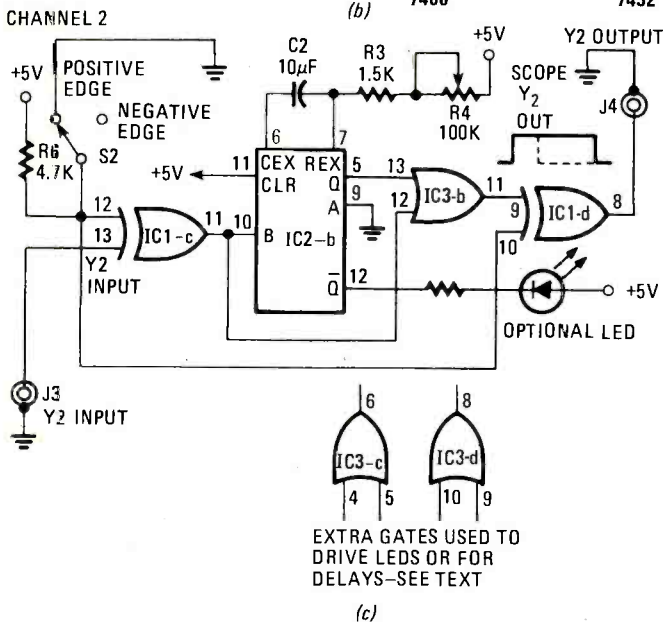 (b)
7432
CHANNEL 2
+5V
POSITIVE
EDGE
NEGATIVE
EDGE
S2
R6
4.7K
C2
10µF
R3
1.5K
+5V
R4
100K
Y2 OUTPUT
SCOPE
Y2
OUT
J4
6
7
+5V
11
CEX REX
CLR
Q
5
A
9
B
IC2-b
Q
12
12
13
Y2
INPUT
IC1-c
11
10
13
12
IC3-b
11
9
10
IC1-d
8
+5V
OPTIONAL LED
J3
Y2 INPUT
6
8
IC3-c
IC3-d
4
5
10
9
EXTRA GATES USED TO
DRIVE LEDS OR FOR
DELAYS–SEE TEXT
(c)